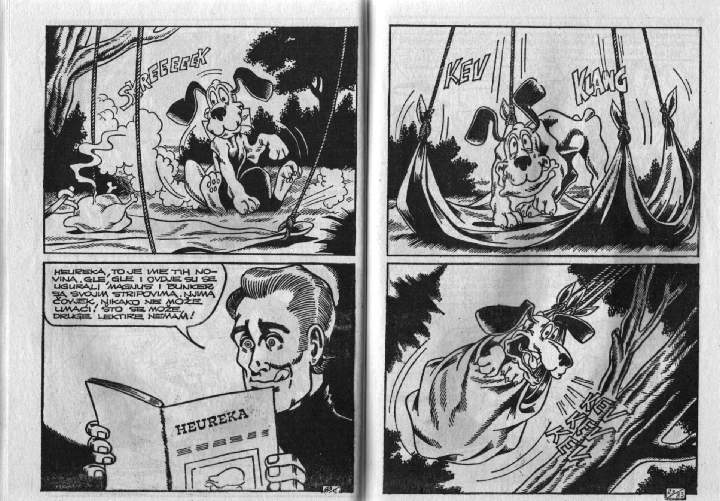 SKREEEEEK
HEUREKA, TO JE IME TIH NO-
VINA. GLE, GLE I OVDJE SU SE
UGURALI 'MAGNUS' I BUNKER
SA SVOJIM STRIPOVIMA. NJIMA
ČOVJEK, NIKAKO NE MOŽE
UMAĆI! ŠTO SE MOŽE,
DRUGE LEKTIRE NEMAM!
HEUREKA
KEV
KLANG
KEV
KEV
KEV